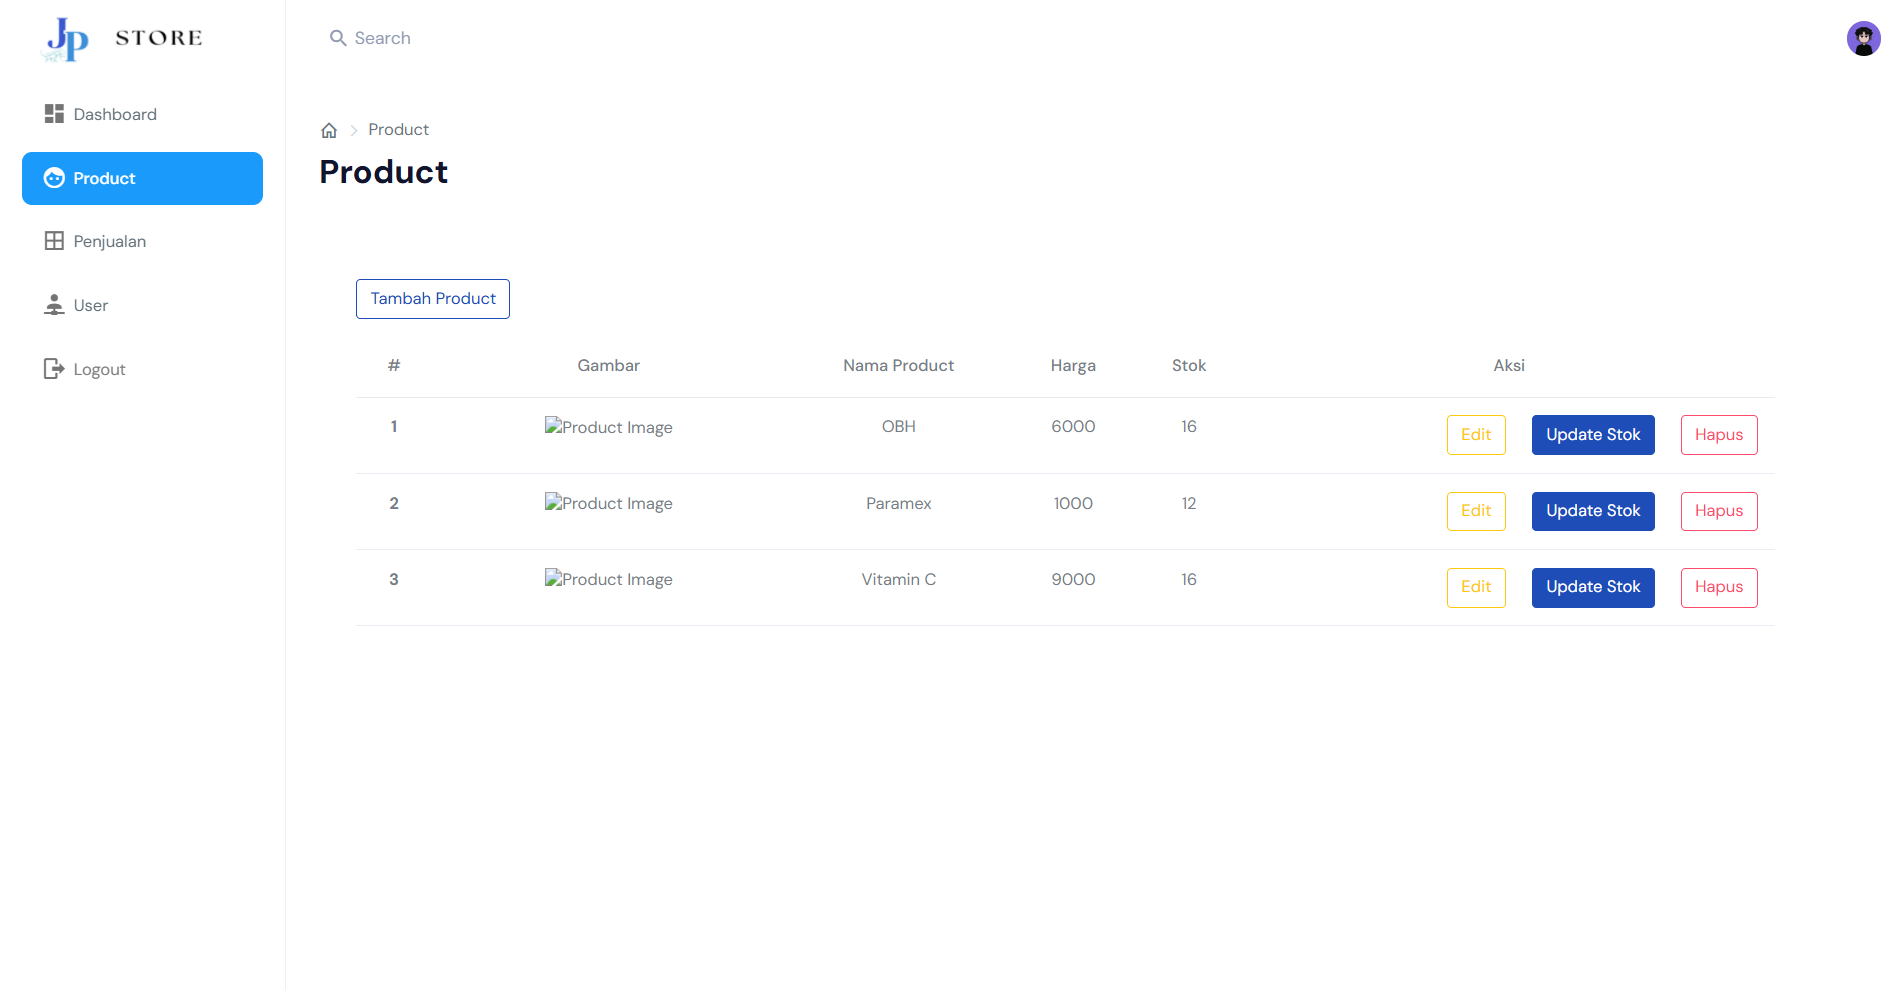 JP STORE
Search
Dashboard
Product
Penjualan
User
Logout
Product
Product
Tambah Product
# Gambar Nama Product Harga Stok Aksi
1 Product Image OBH 6000 16 Edit Update Stok Hapus
2 Product Image Paramex 1000 12 Edit Update Stok Hapus
3 Product Image Vitamin C 9000 16 Edit Update Stok Hapus